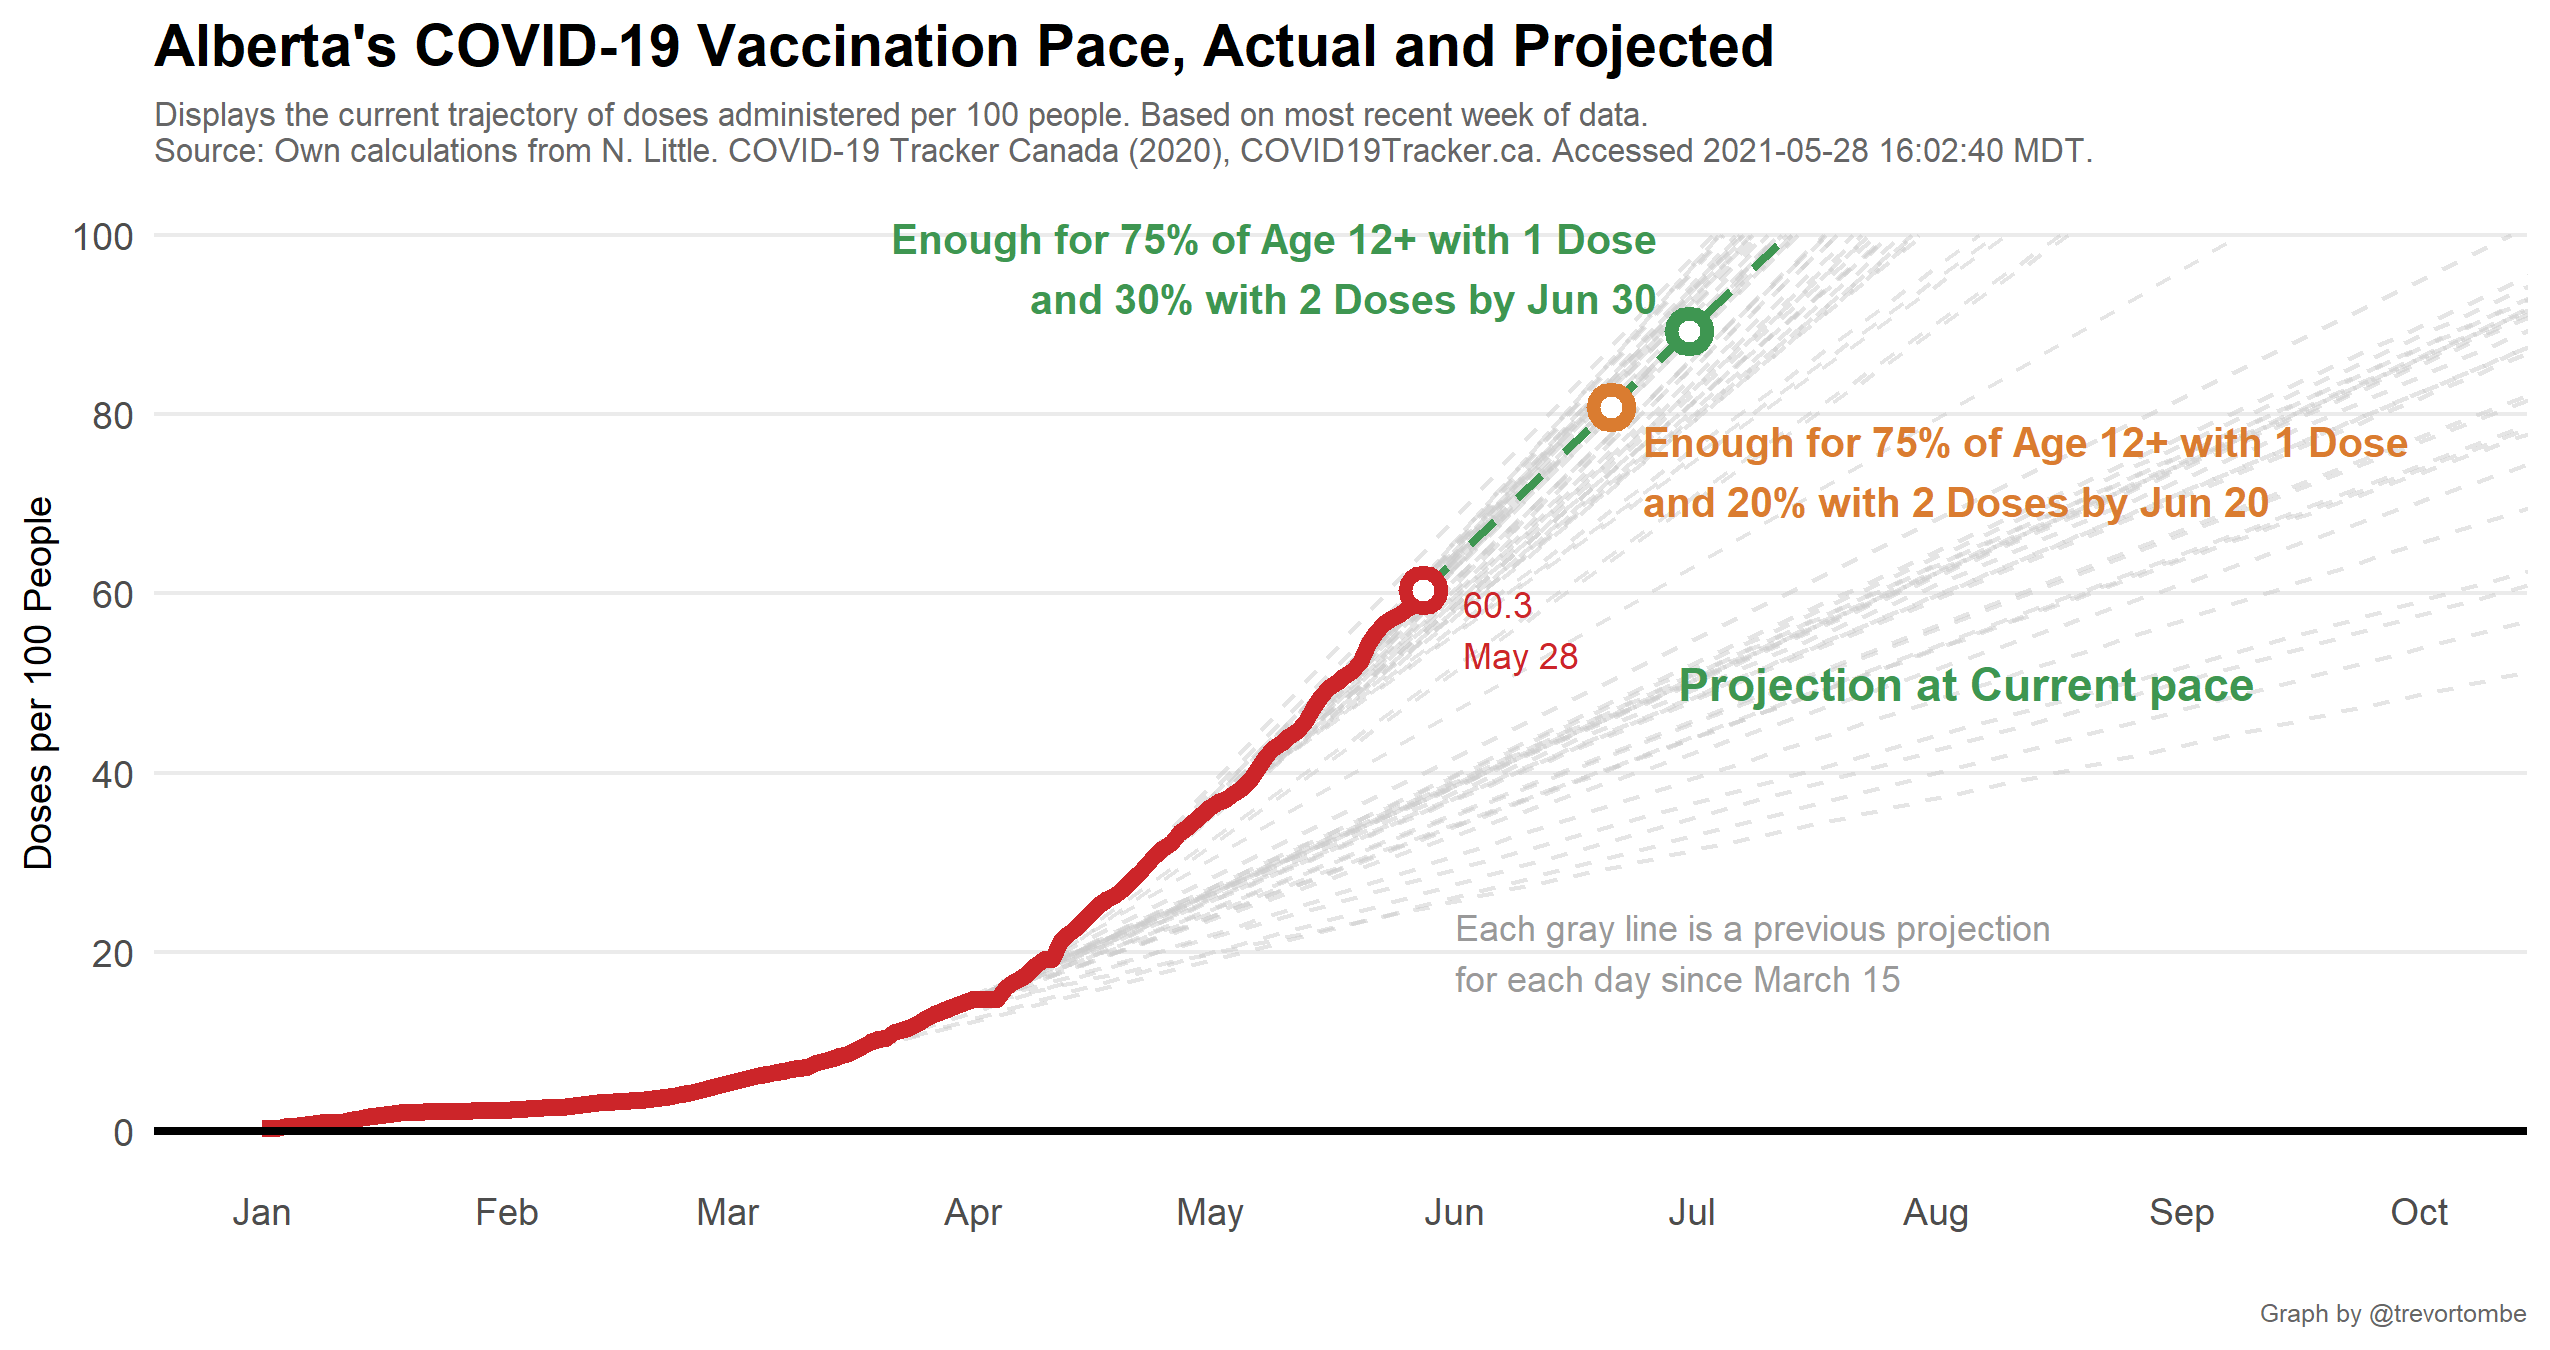 Alberta's COVID-19 Vaccination Pace, Actual and Projected
Displays the current trajectory of doses administered per 100 people. Based on most recent week of data.
Source: Own calculations from N. Little. COVID-19 Tracker Canada (2020), COVID19Tracker.ca. Accessed 2021-05-28 16:02:40 MDT.
Doses per 100 People
100
80
60
40
20
0
Enough for 75% of Age 12+ with 1 Dose
and 30% with 2 Doses by Jun 30
Enough for 75% of Age 12+ with 1 Dose
and 20% with 2 Doses by Jun 20
60.3
May 28
Projection at Current pace
Each gray line is a previous projection
for each day since March 15
Jan Feb Mar Apr May Jun Jul Aug Sep Oct
Graph by @trevortombe